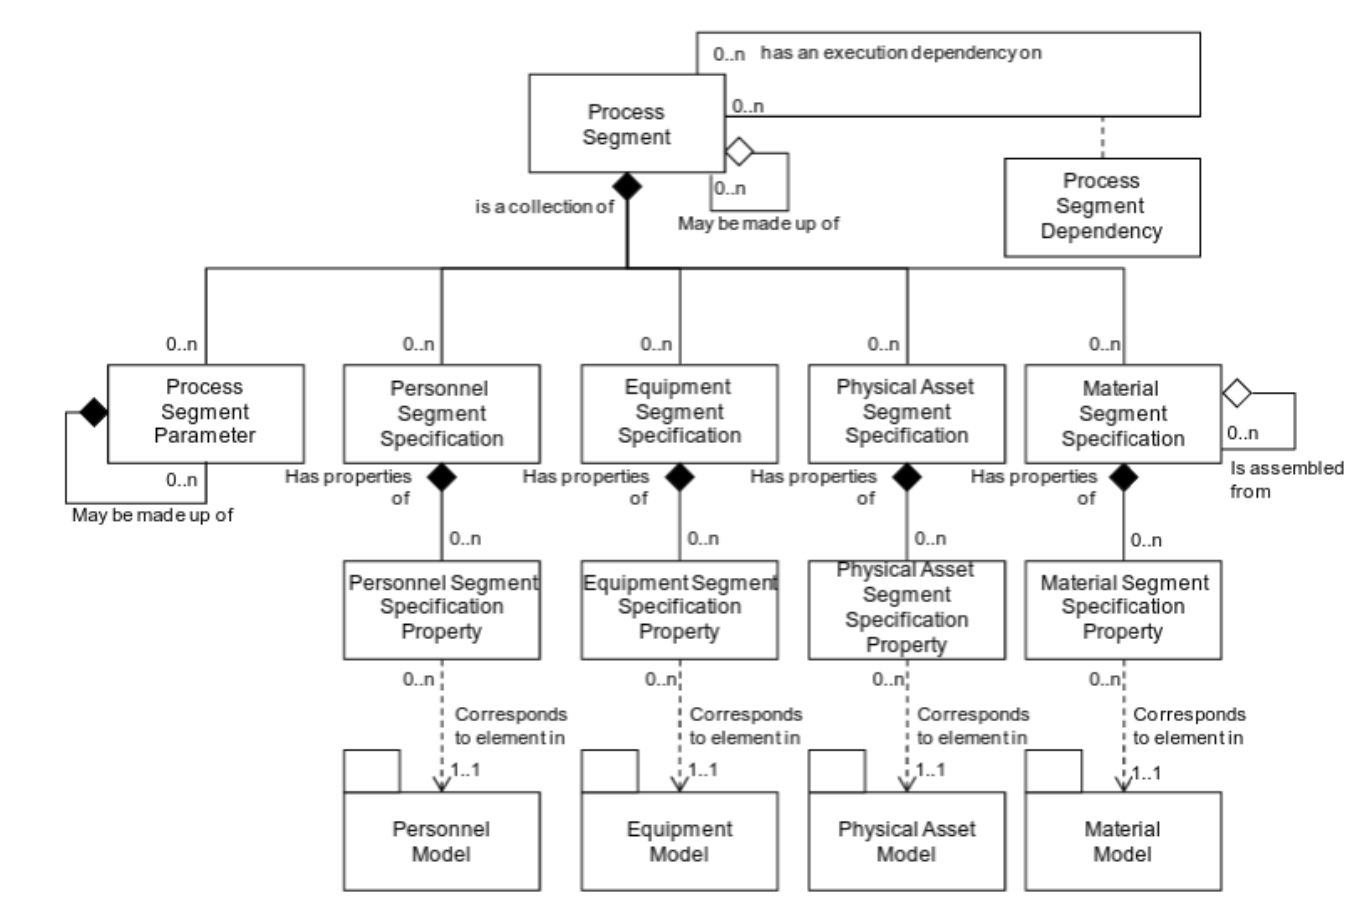 0..n has an execution dependency on
Process
Segment
0..n
0..n
May be made up of
is a collection of
Process
Segment
Dependency
0..n
0..n
0..n
0..n
0..n
Process
Segment
Parameter
Personnel
Segment
Specification
Equipment
Segment
Specification
Physical Asset
Segment
Specification
Material
Segment
Specification
0..n
Is assembled
from
0..n
May be made up of
Has properties
of
Has properties
of
Has properties
of
Has properties
of
0..n
0..n
0..n
0..n
Personnel Segment
Specification
Property
Equipment Segment
Specification
Property
Physical Asset
Segment
Specification
Property
Material Segment
Specification
Property
0..n
0..n
0..n
0..n
Corresponds
to element in
Corresponds
to element in
Corresponds
to element in
Corresponds
to element in
1..1
1..1
1..1
1..1
Personnel
Model
Equipment
Model
Physical Asset
Model
Material
Model